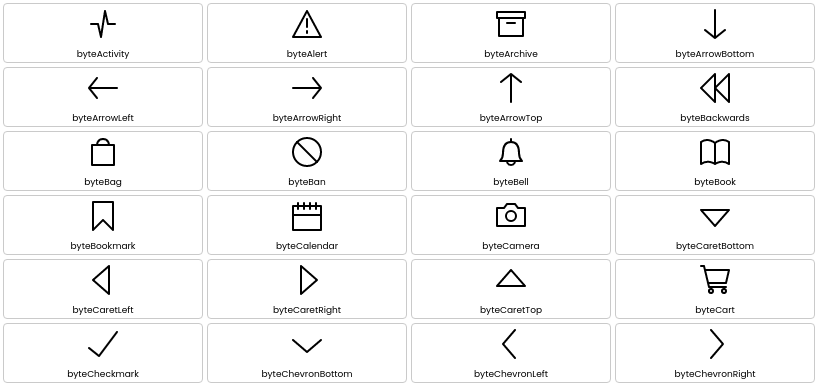 byteActivity
byteAlert
byteArchive
byteArrowBottom
byteArrowLeft
byteArrowRight
byteArrowTop
byteBackwards
byteBag
byteBan
byteBell
byteBook
byteBookmark
byteCalendar
byteCamera
byteCaretBottom
byteCaretLeft
byteCaretRight
byteCaretTop
byteCart
byteCheckmark
byteChevronBottom
byteChevronLeft
byteChevronRight